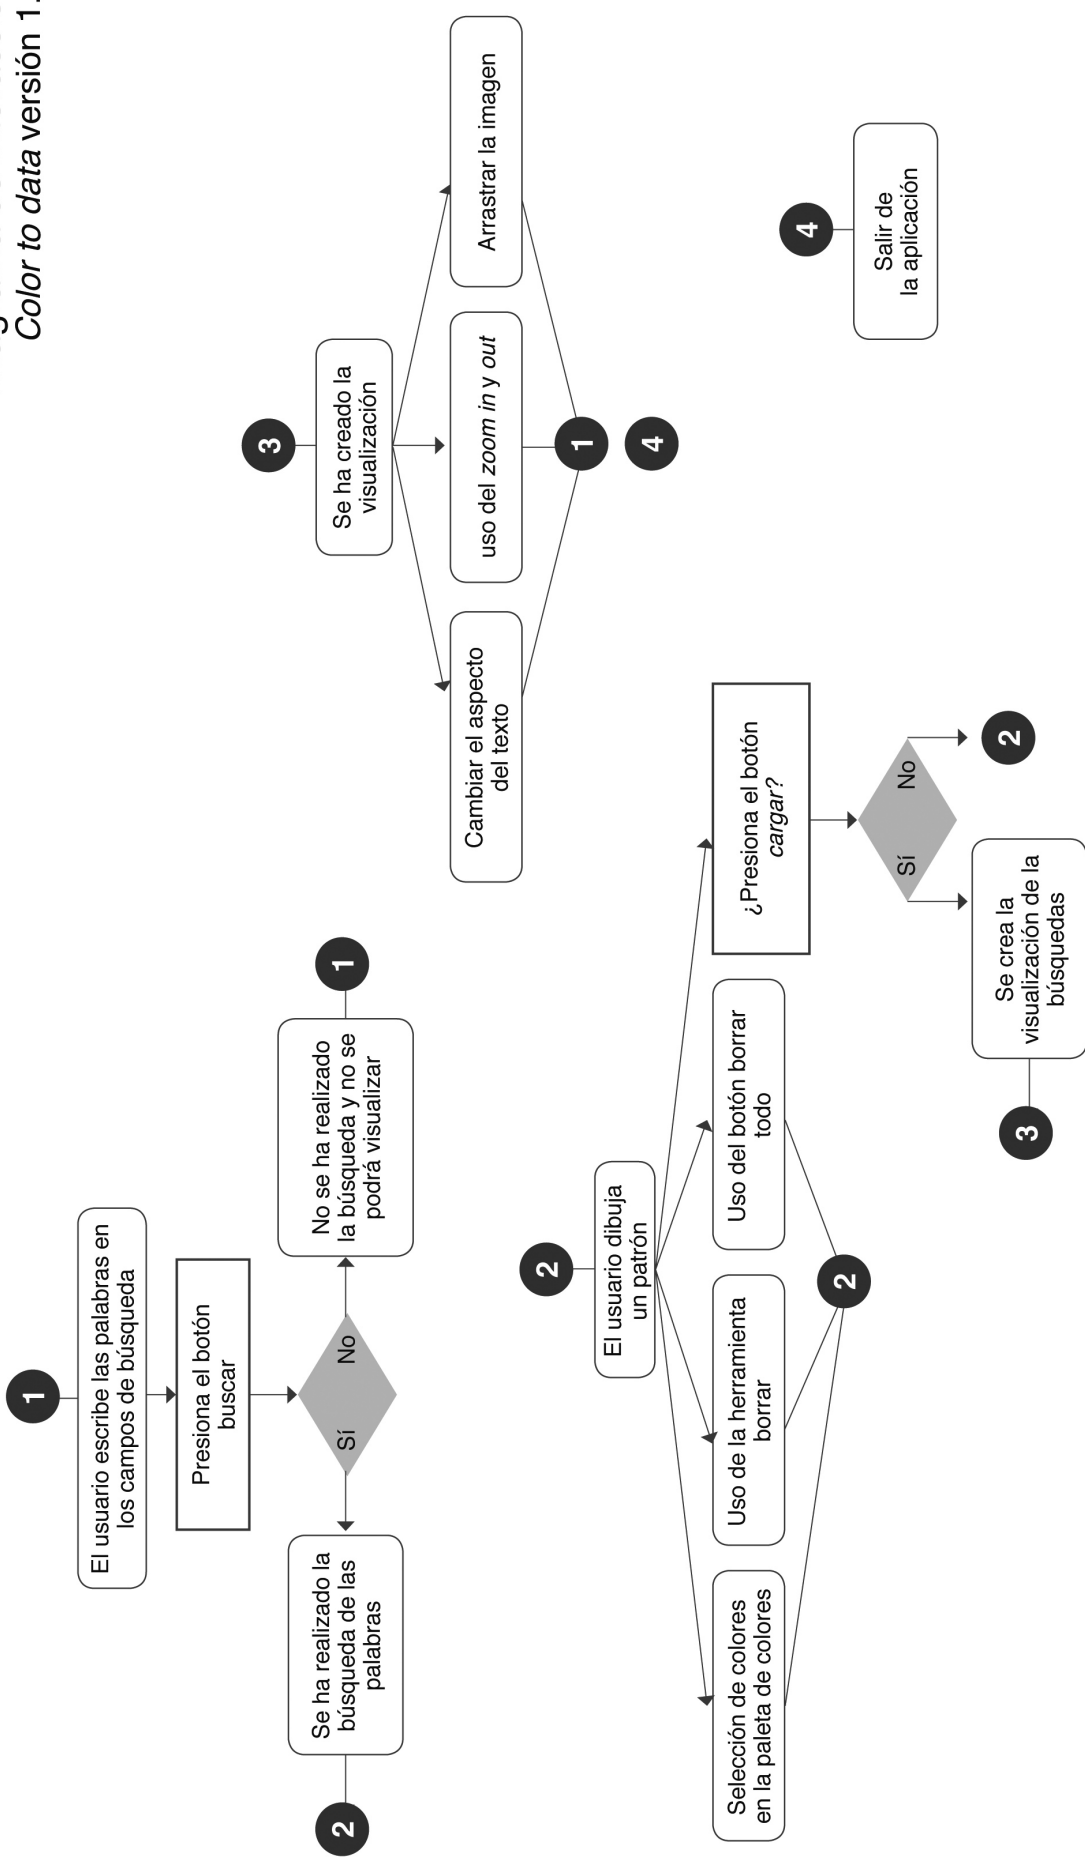 Color to data versión 1.
1
El usuario escribe las palabras en
los campos de búsqueda
Presiona el botón
buscar
Sí
No
Se ha realizado la
búsqueda de las
palabras
2
No se ha realizado
la búsqueda y no se
podrá visualizar
1
3
Se ha creado la
visualización
Cambiar el aspecto
del texto
uso del zoom in y out
Arrastrar la imagen
1
4
2
El usuario dibuja
un patrón
Selección de colores
en la paleta de colores
Uso de la herramienta
borrar
Uso del botón borrar
todo
¿Presiona el botón
cargar?
2
Sí
No
3
Se crea la
visualización de la
búsquedas
2
4
Salir de
la aplicación